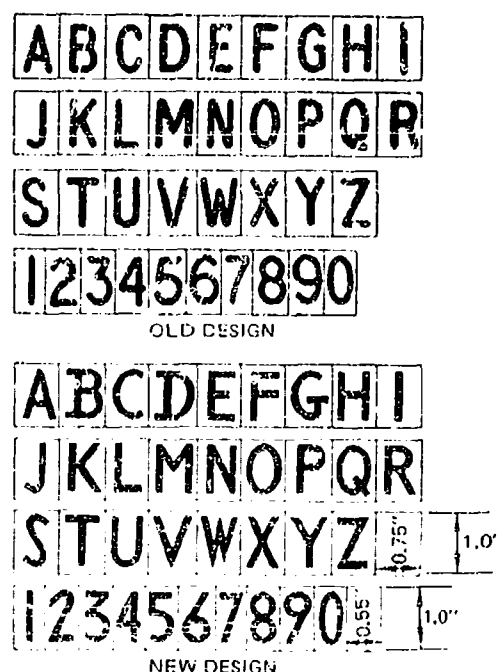 ABCDEFGHI
JKLMNOPQR
STUVWXYZ
1234567890
OLD DESIGN
ABCDEFGHI
JKLMNOPQR
STUVWXYZ 0.75" 1.0"
1234567890 0.55 1.0"
NEW DESIGN